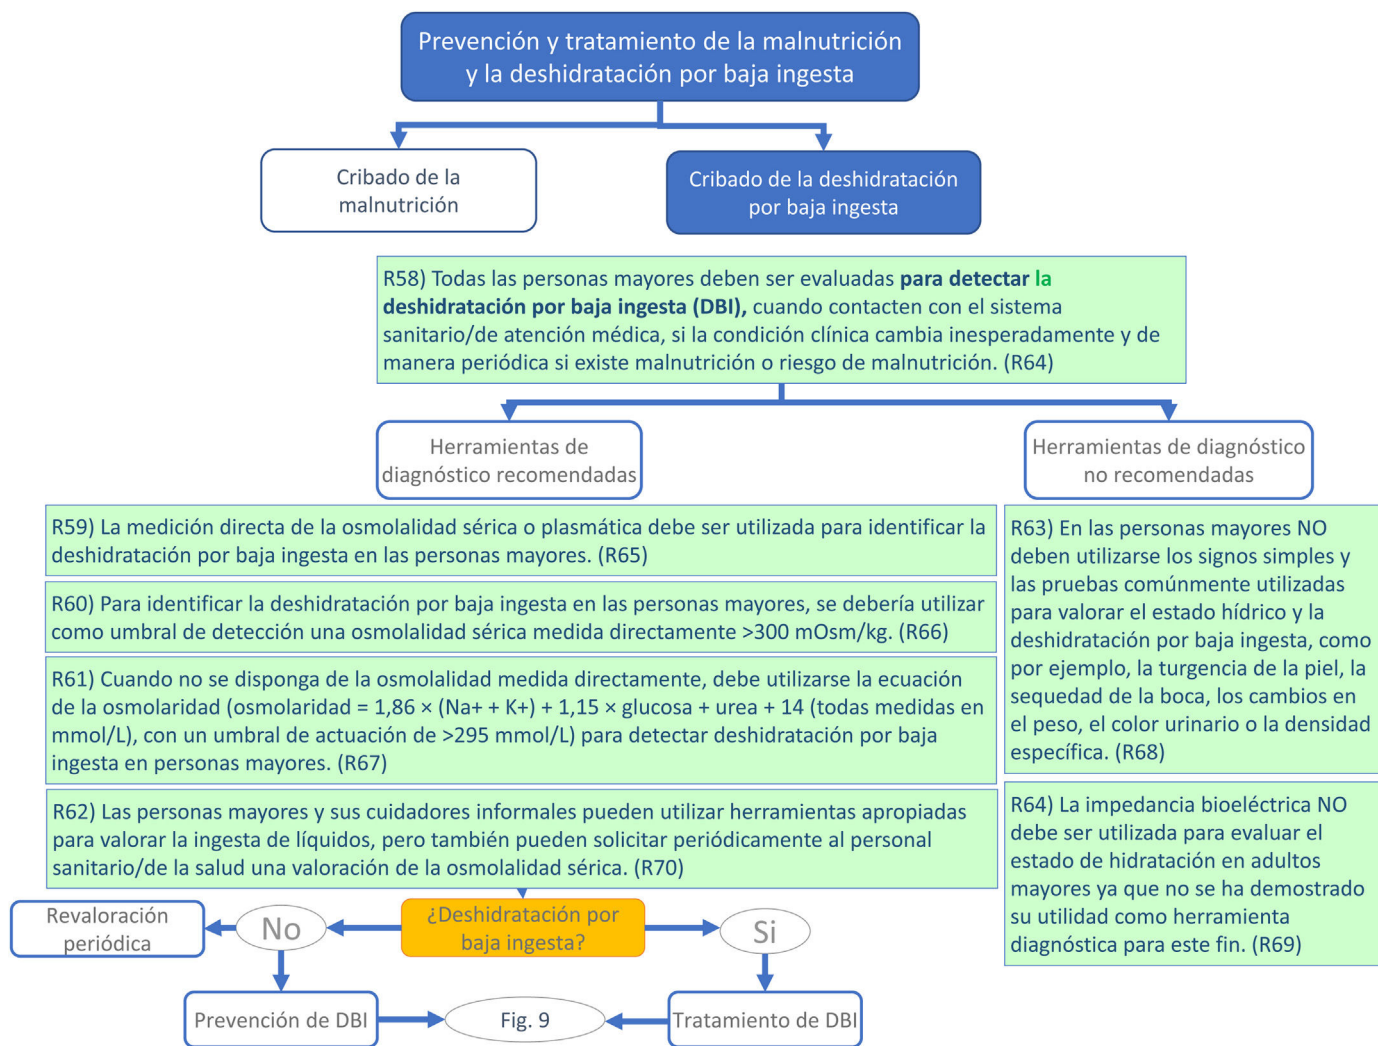 Prevención y tratamiento de la malnutrición
y la deshidratación por baja ingesta
Cribado de la
malnutrición
Cribado de la deshidratación
por baja ingesta
R58) Todas las personas mayores deben ser evaluadas para detectar la
deshidratación por baja ingesta (DBI), cuando contacten con el sistema
sanitario/de atención médica, si la condición clínica cambia inesperadamente y de
manera periódica si existe malnutrición o riesgo de malnutrición. (R64)
Herramientas de
diagnóstico recomendadas
Herramientas de diagnóstico
no recomendadas
R59) La medición directa de la osmolalidad sérica o plasmática debe ser utilizada para identificar la
deshidratación por baja ingesta en las personas mayores. (R65)
R60) Para identificar la deshidratación por baja ingesta en las personas mayores, se debería utilizar
como umbral de detección una osmolalidad sérica medida directamente >300 mOsm/kg. (R66)
R61) Cuando no se disponga de la osmolalidad medida directamente, debe utilizarse la ecuación
de la osmolaridad (osmolaridad = 1,86 × (Na+ + K+) + 1,15 × glucosa + urea + 14 (todas medidas en
mmol/L), con un umbral de actuación de >295 mmol/L) para detectar deshidratación por baja
ingesta en personas mayores. (R67)
R62) Las personas mayores y sus cuidadores informales pueden utilizar herramientas apropiadas
para valorar la ingesta de líquidos, pero también pueden solicitar periódicamente al personal
sanitario/de la salud una valoración de la osmolalidad sérica. (R70)
R63) En las personas mayores NO
deben utilizarse los signos simples y
las pruebas comúnmente utilizadas
para valorar el estado hídrico y la
deshidratación por baja ingesta, como
por ejemplo, la turgencia de la piel, la
sequedad de la boca, los cambios en
el peso, el color urinario o la densidad
específica. (R68)
R64) La impedancia bioeléctrica NO
debe ser utilizada para evaluar el
estado de hidratación en adultos
mayores ya que no se ha demostrado
su utilidad como herramienta
diagnóstica para este fin. (R69)
Revaloración
periódica
No
¿Deshidratación por
baja ingesta?
Si
Prevención de DBI
Fig. 9
Tratamiento de DBI